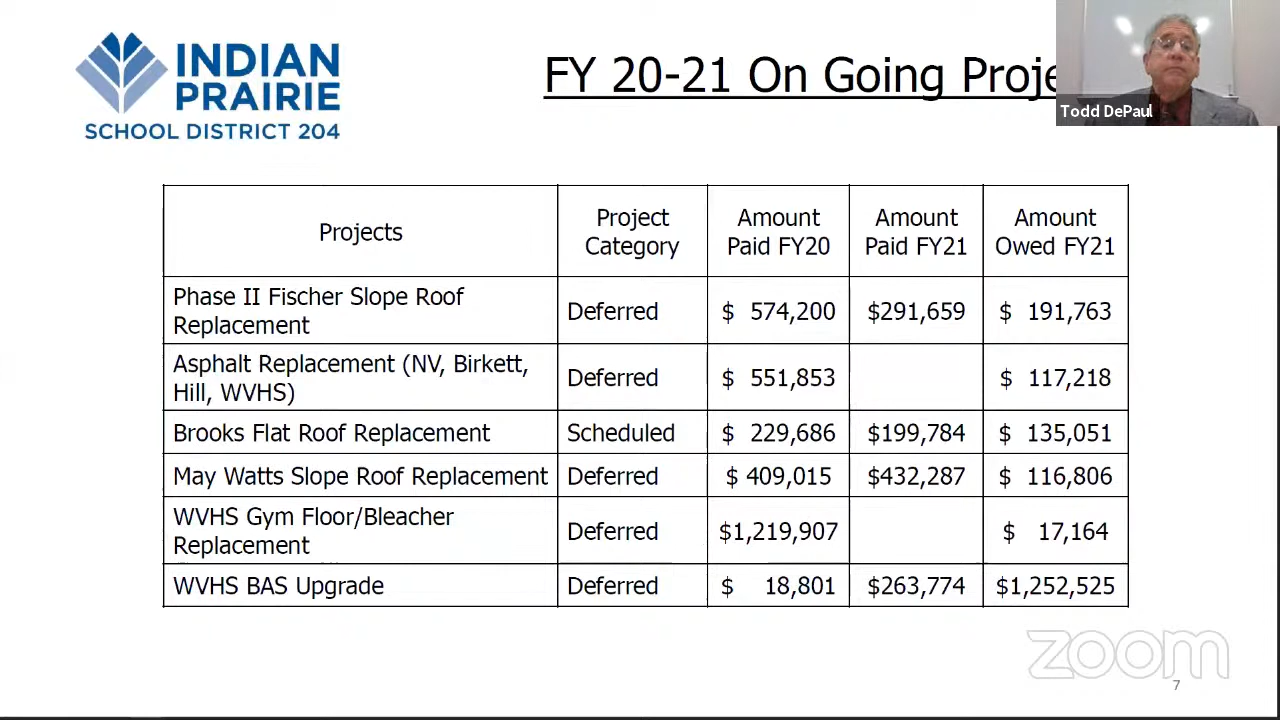 INDIAN
PRAIRIE
SCHOOL DISTRICT 204
FY 20-21 On Going Proje
Todd DePaul
Projects
Project
Category
Amount
Paid FY20
Amount
Paid FY21
Amount
Owed FY21
Phase II Fischer Slope Roof
Replacement
Deferred
$ 574,200
$291,659
$ 191,763
Asphalt Replacement (NV, Birkett,
Hill, WVHS)
Deferred
$ 551,853
$ 117,218
Brooks Flat Roof Replacement
Scheduled
$ 229,686
$199,784
$ 135,051
May Watts Slope Roof Replacement
Deferred
$ 409,015
$432,287
$ 116,806
WVHS Gym Floor/Bleacher
Replacement
Deferred
$1,219,907
$ 17,164
WVHS BAS Upgrade
Deferred
$ 18,801
$263,774
$1,252,525
zoom
7